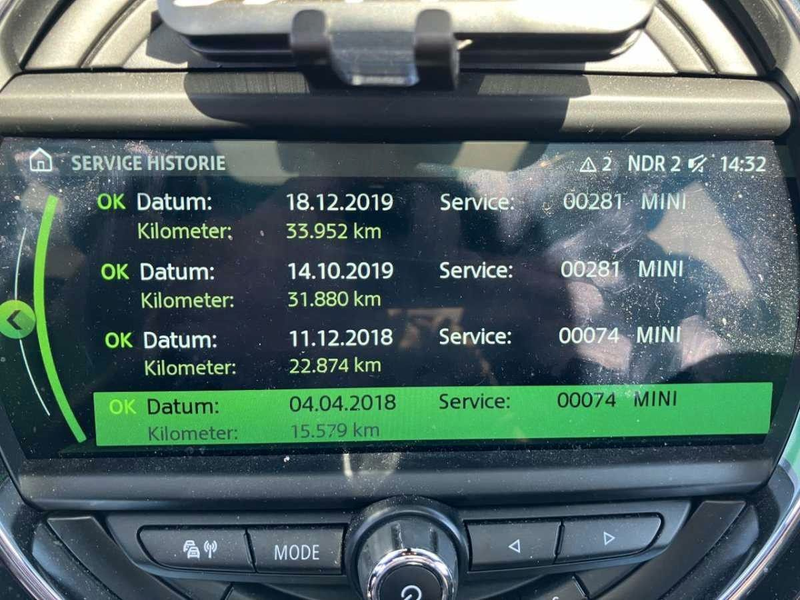 SERVICE HISTORIE 2 NDR 2 14:32
OK Datum: 18.12.2019 Service: 00281 MINI
Kilometer: 33.952 km
OK Datum: 14.10.2019 Service: 00281 MINI
Kilometer: 31.880 km
OK Datum: 11.12.2018 Service: 00074 MINI
Kilometer: 22.874 km
OK Datum: 04.04.2018 Service: 00074 MINI
Kilometer: 15.579 km
MODE